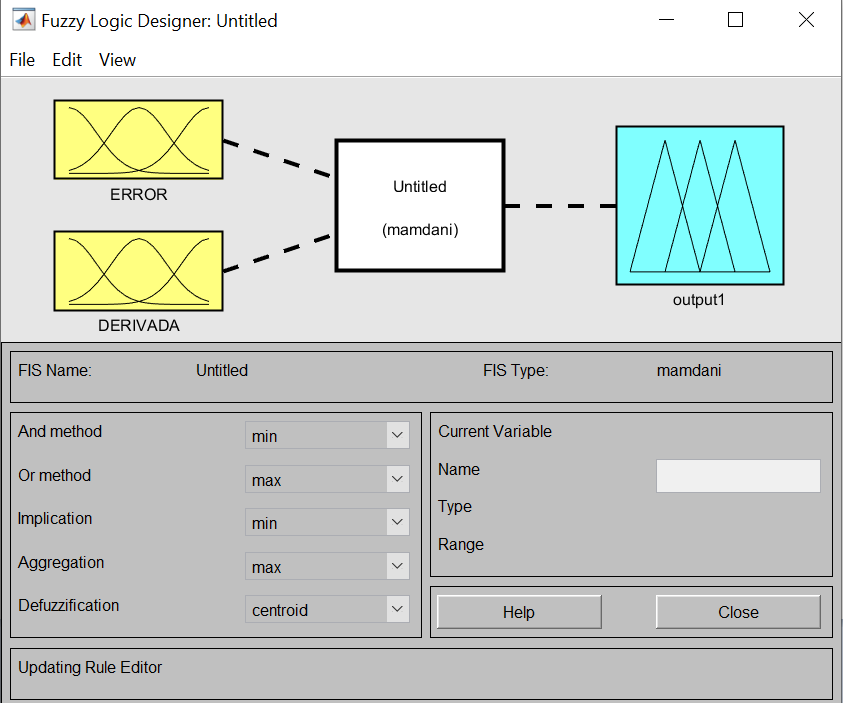 Fuzzy Logic Designer: Untitled
File Edit View
ERROR
DERIVADA
Untitled
(mamdani)
output1
FIS Name: Untitled FIS Type: mamdani
And method min
Or method max
Implication min
Aggregation max
Defuzzification centroid
Current Variable
Name
Type
Range
Help Close
Updating Rule Editor